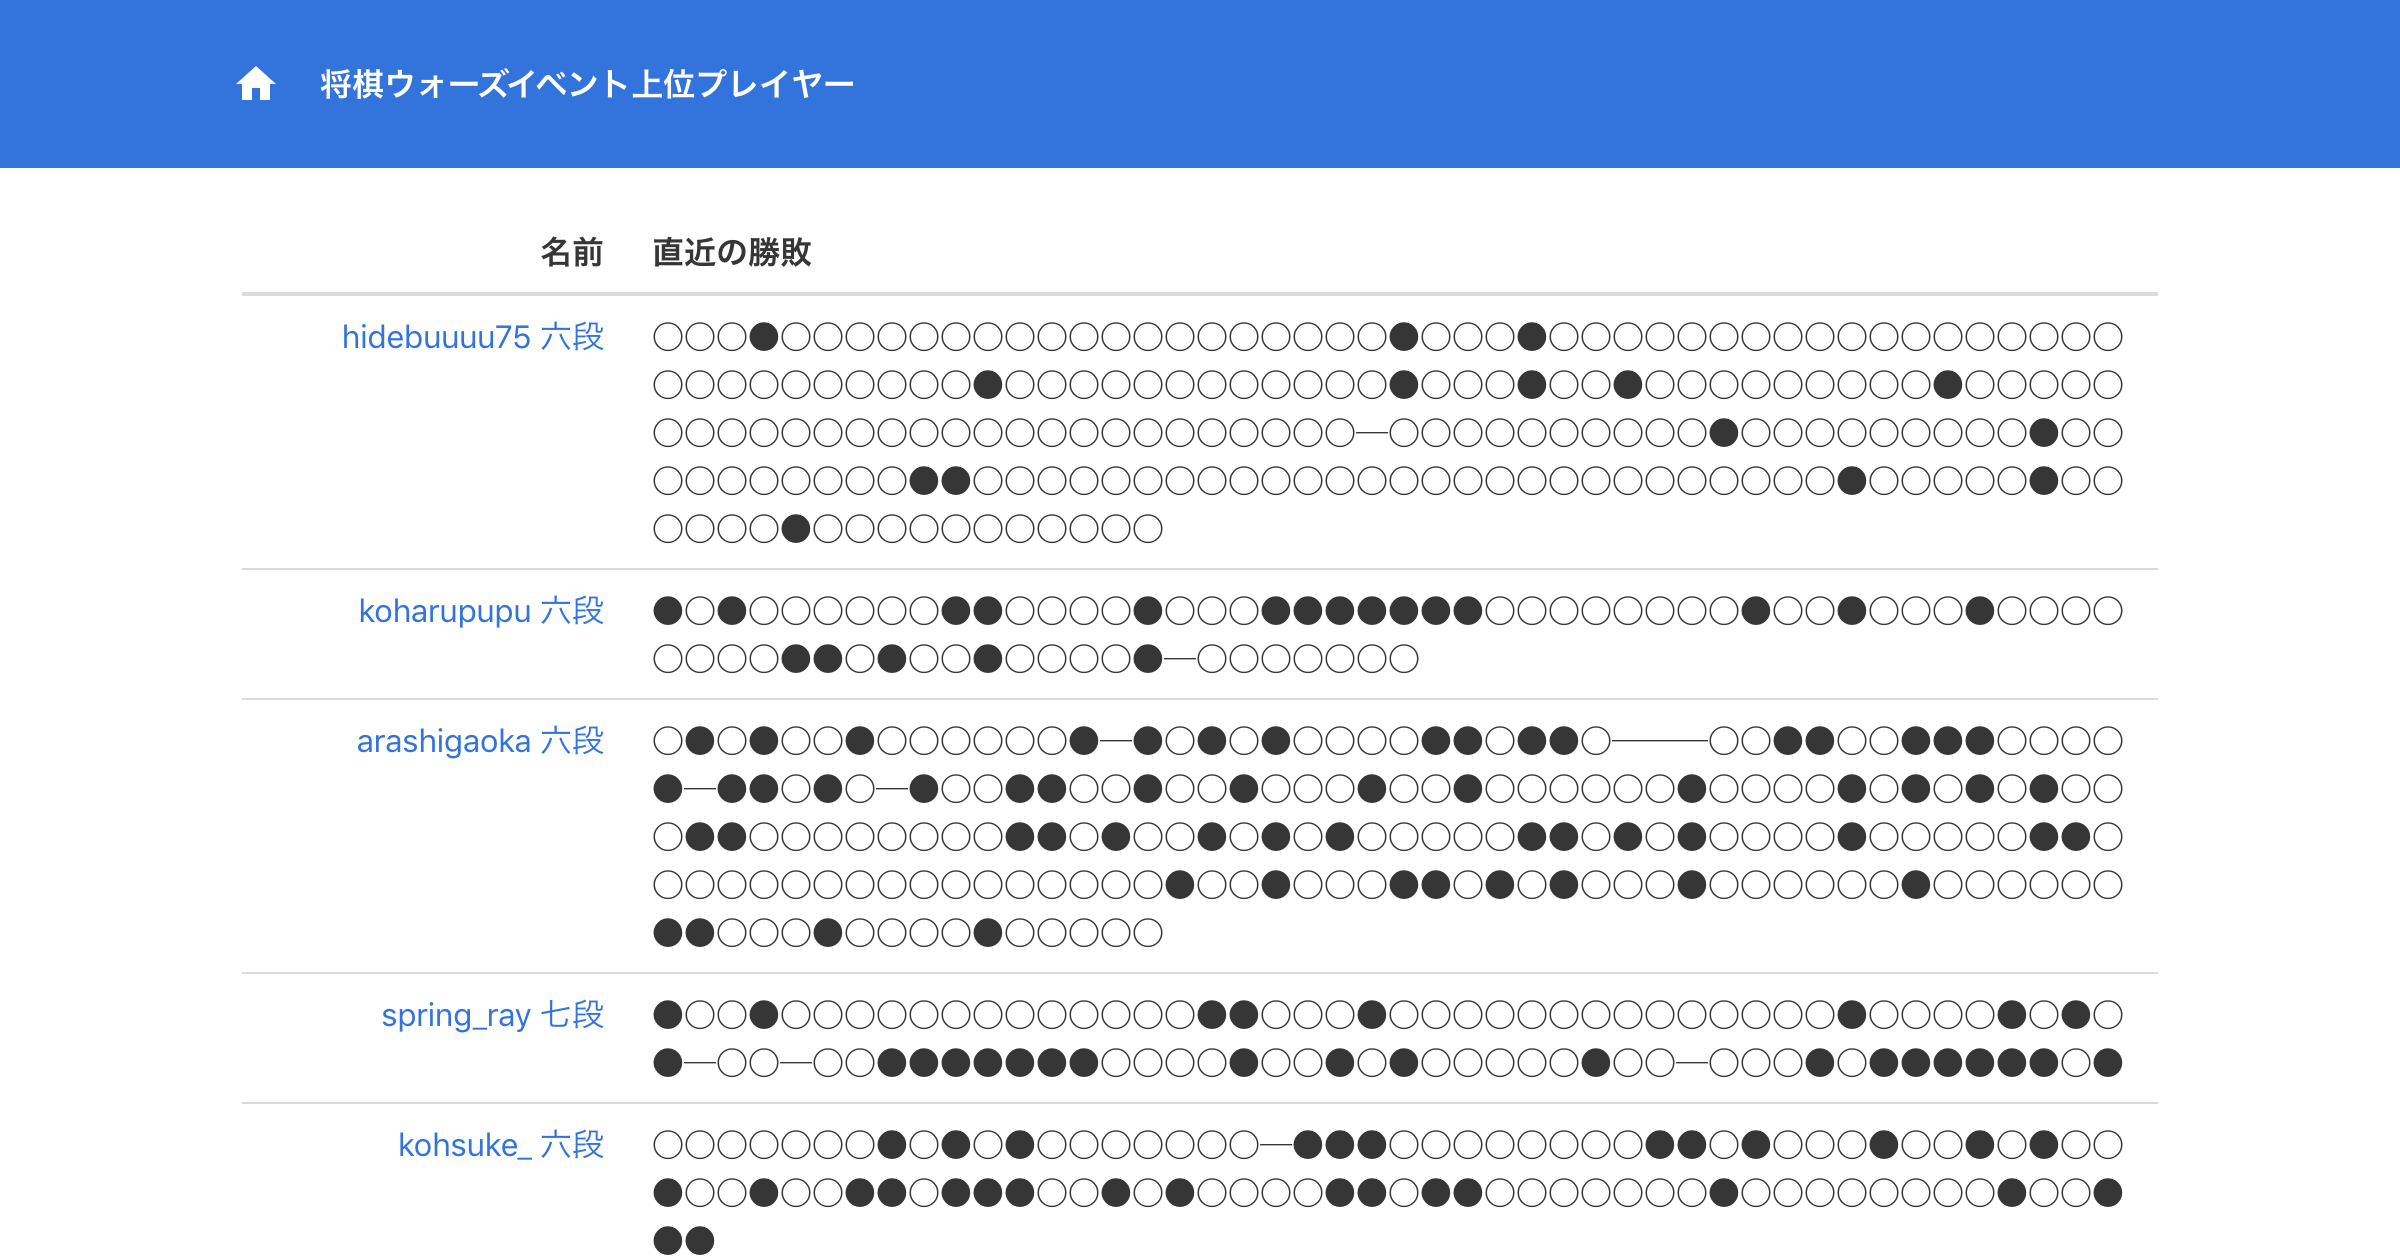 将棋ウォーズイベント上位プレイヤー
名前 直近の勝敗
hidebuuuu75 六段 ○○○●○○○○○○○○○○○○○○○○○○○●○○○●○○○○○○○○○○○○○○○○○○
○○○○○○○○○○●○○○○○○○○○○○○●○○○●○○●○○○○○○○○○●○○○○○
○○○○○○○○○○○○○○○○○○○○○○―○○○○○○○○○○●○○○○○○○○○●○○
○○○○○○○○●●○○○○○○○○○○○○○○○○○○○○○○○○○○○●○○○○○●○○
○○○○●○○○○○○○○○○○
koharupupu 六段 ●○●○○○○○○●●○○○○●○○○●●●●●●●○○○○○○○○●○○●○○○●○○○○
○○○○●●○●○○●○○○○●―○○○○○○○
arashigaoka 六段 ○●○●○○●○○○○○○●―●○●○●○○○○●●○●●○―――○○●●○○●●●○○○○
●―●●○●○―●○○●●○○●○○●○○○●○○●○○○○○○●○○○○●○●○●○●○○
○●●○○○○○○○○●●○●○○●○●○●○○○○○●●○●○●○○○○●○○○○○●●○
○○○○○○○○○○○○○○○○●○○●○○○●●○●○●○○○●○○○○○○●○○○○○○
●●○○○●○○○○●○○○○○
spring_ray 七段 ●○○●○○○○○○○○○○○○○●●○○○●○○○○○○○○○○○○○○●○○○○●○●○
●―○○―○○●●●●●●●○○○○●○○●○●○○○○○●○○―○○○●○●●●●●●○●
kohsuke_ 六段 ○○○○○○○●○●○●○○○○○○○―●●●○○○○○○○○●●○●○○○●○○●○●○○
●○○●○○●●○●●●○○●○●○○○○●●○●●○○○○○○○●○○○○○○○○●○○●
●●